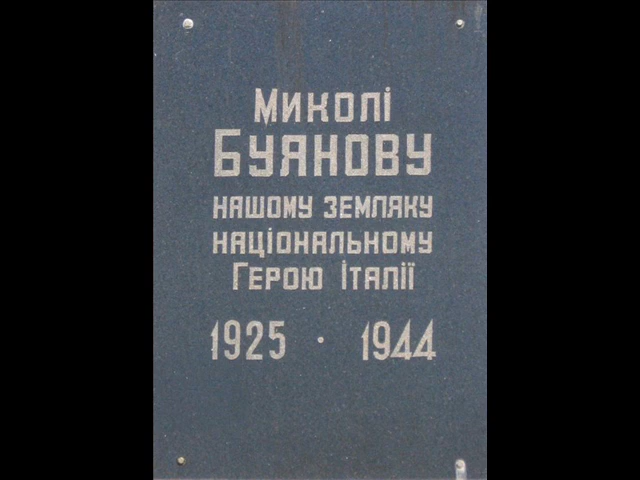 Миколі
Буянову
нашому земляку
національному
Герою Італії
1925 · 1944